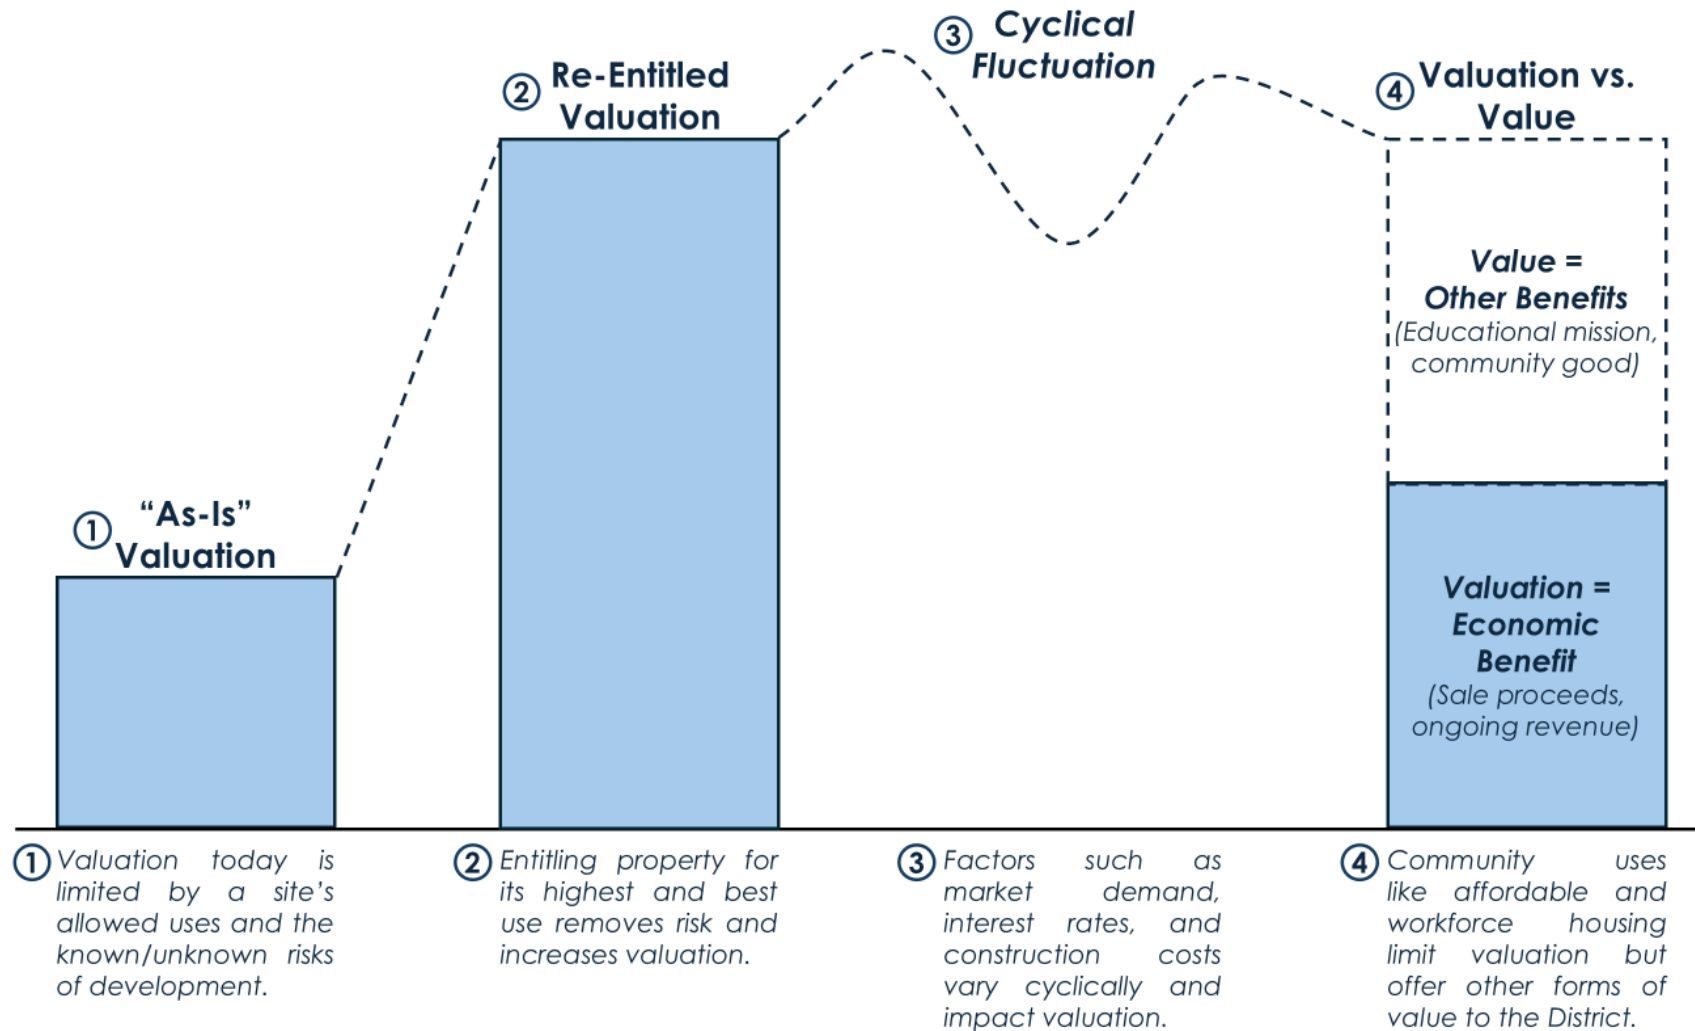 ③ Cyclical
Fluctuation
② Re-Entitled
Valuation
④ Valuation vs.
Value
Value =
Other Benefits
(Educational mission,
community good)
① “As-Is”
Valuation
Valuation =
Economic
Benefit
(Sale proceeds,
ongoing revenue)
① Valuation today is
limited by a site’s
allowed uses and the
known/unknown risks
of development.
② Entitling property for
its highest and best
use removes risk and
increases valuation.
③ Factors such as
market demand,
interest rates, and
construction costs
vary cyclically and
impact valuation.
④ Community uses
like affordable and
workforce housing
limit valuation but
offer other forms of
value to the District.